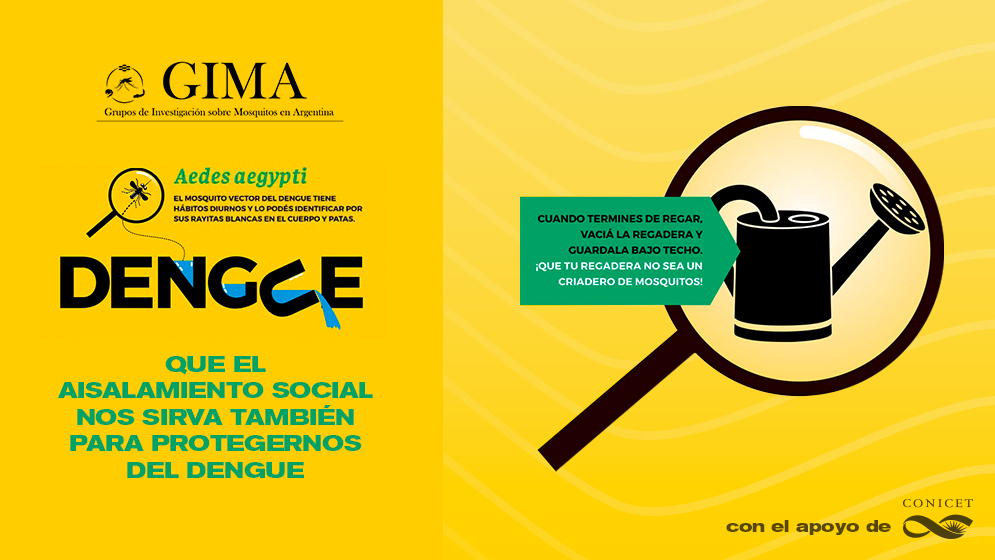 GIMA
Grupos de Investigación sobre Mosquitos en Argentina
Aedes aegypti
EL MOSQUITO VECTOR DEL DENGUE TIENE
HÁBITOS DIURNOS Y LO PODÉS IDENTIFICAR POR
SUS RAYITAS BLANCAS EN EL CUERPO Y PATAS.
DENGUE
QUE EL
AISALAMIENTO SOCIAL
NOS SIRVA TAMBIÉN
PARA PROTEGERNOS
DEL DENGUE
CUANDO TERMINES DE REGAR,
VACIÁ LA REGADERA Y
GUARDALA BAJO TECHO.
¡QUE TU REGADERA NO SEA UN
CRIADERO DE MOSQUITOS!
con el apoyo de
CONICET